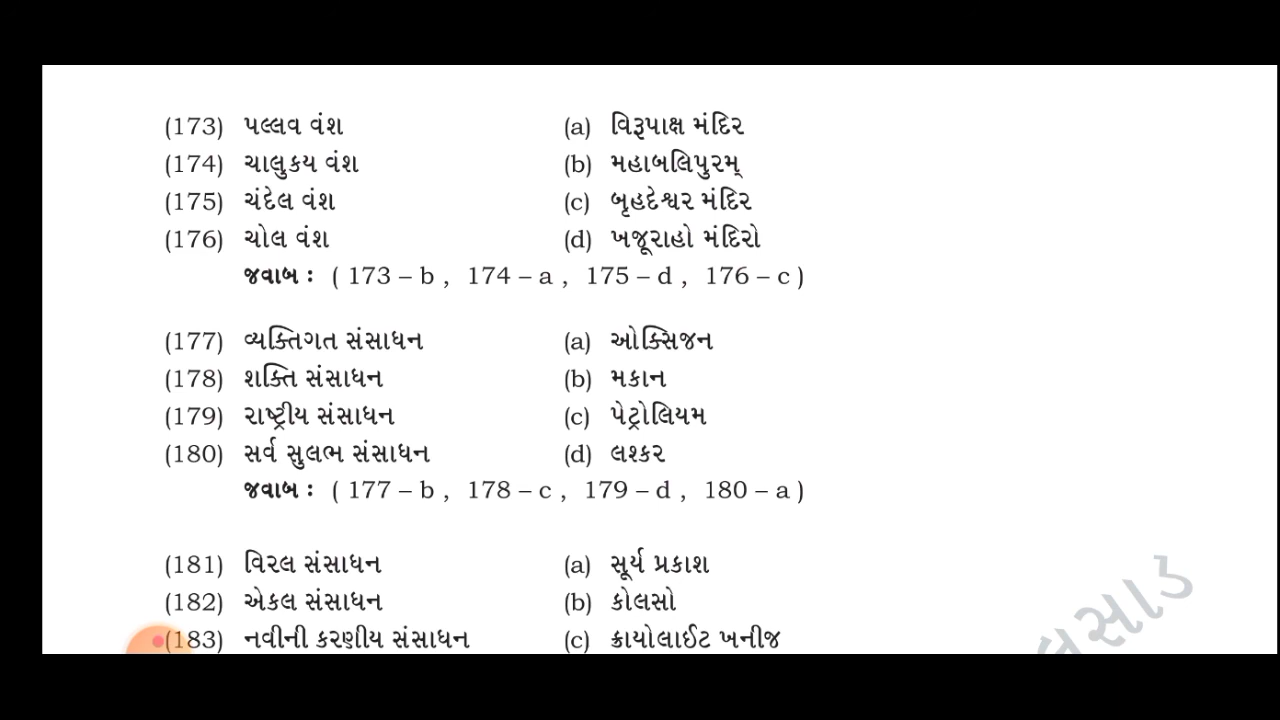 (173) પલ્લવ વંશ (a) વિરૂપાક્ષ મંદિર
(174) ચાલુકય વંશ (b) મહાબલિપુરમ્
(175) ચંદેલ વંશ (c) બૃહદેશ્વર મંદિર
(176) ચોલ વંશ (d) ખજૂરાહો મંદિરો
જવાબ : ( 173 – b , 174 – a , 175 – d , 176 – c )
(177) વ્યક્તિગત સંસાધન (a) ઓક્સિજન
(178) શક્તિ સંસાધન (b) મકાન
(179) રાષ્ટ્રીય સંસાધન (c) પેટ્રોલિયમ
(180) સર્વ સુલભ સંસાધન (d) લશ્કર
જવાબ : ( 177 – b , 178 – c , 179 – d , 180 – a )
(181) વિરલ સંસાધન (a) સૂર્ય પ્રકાશ
(182) એકલ સંસાધન (b) કોલસો
(183) નવીની કરણીય સંસાધન (c) ક્રાયોલાઈટ ખનીજ